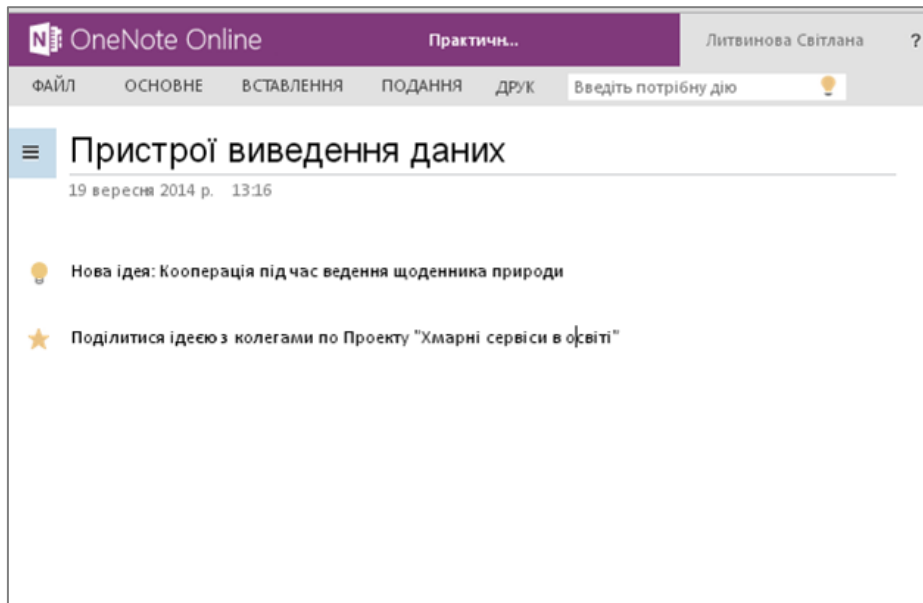 OneNote Online Практичн... Литвинова Світлана ?
ФАЙЛ ОСНОВНЕ ВСТАВЛЕННЯ ПОДАННЯ ДРУК Введіть потрібну дію
Пристрої виведення даних
19 вересня 2014 р. 13:16
Нова ідея: Кооперація під час ведення щоденника природи
Поділитися ідеєю з колегами по Проекту "Хмарні сервіси в освіті"